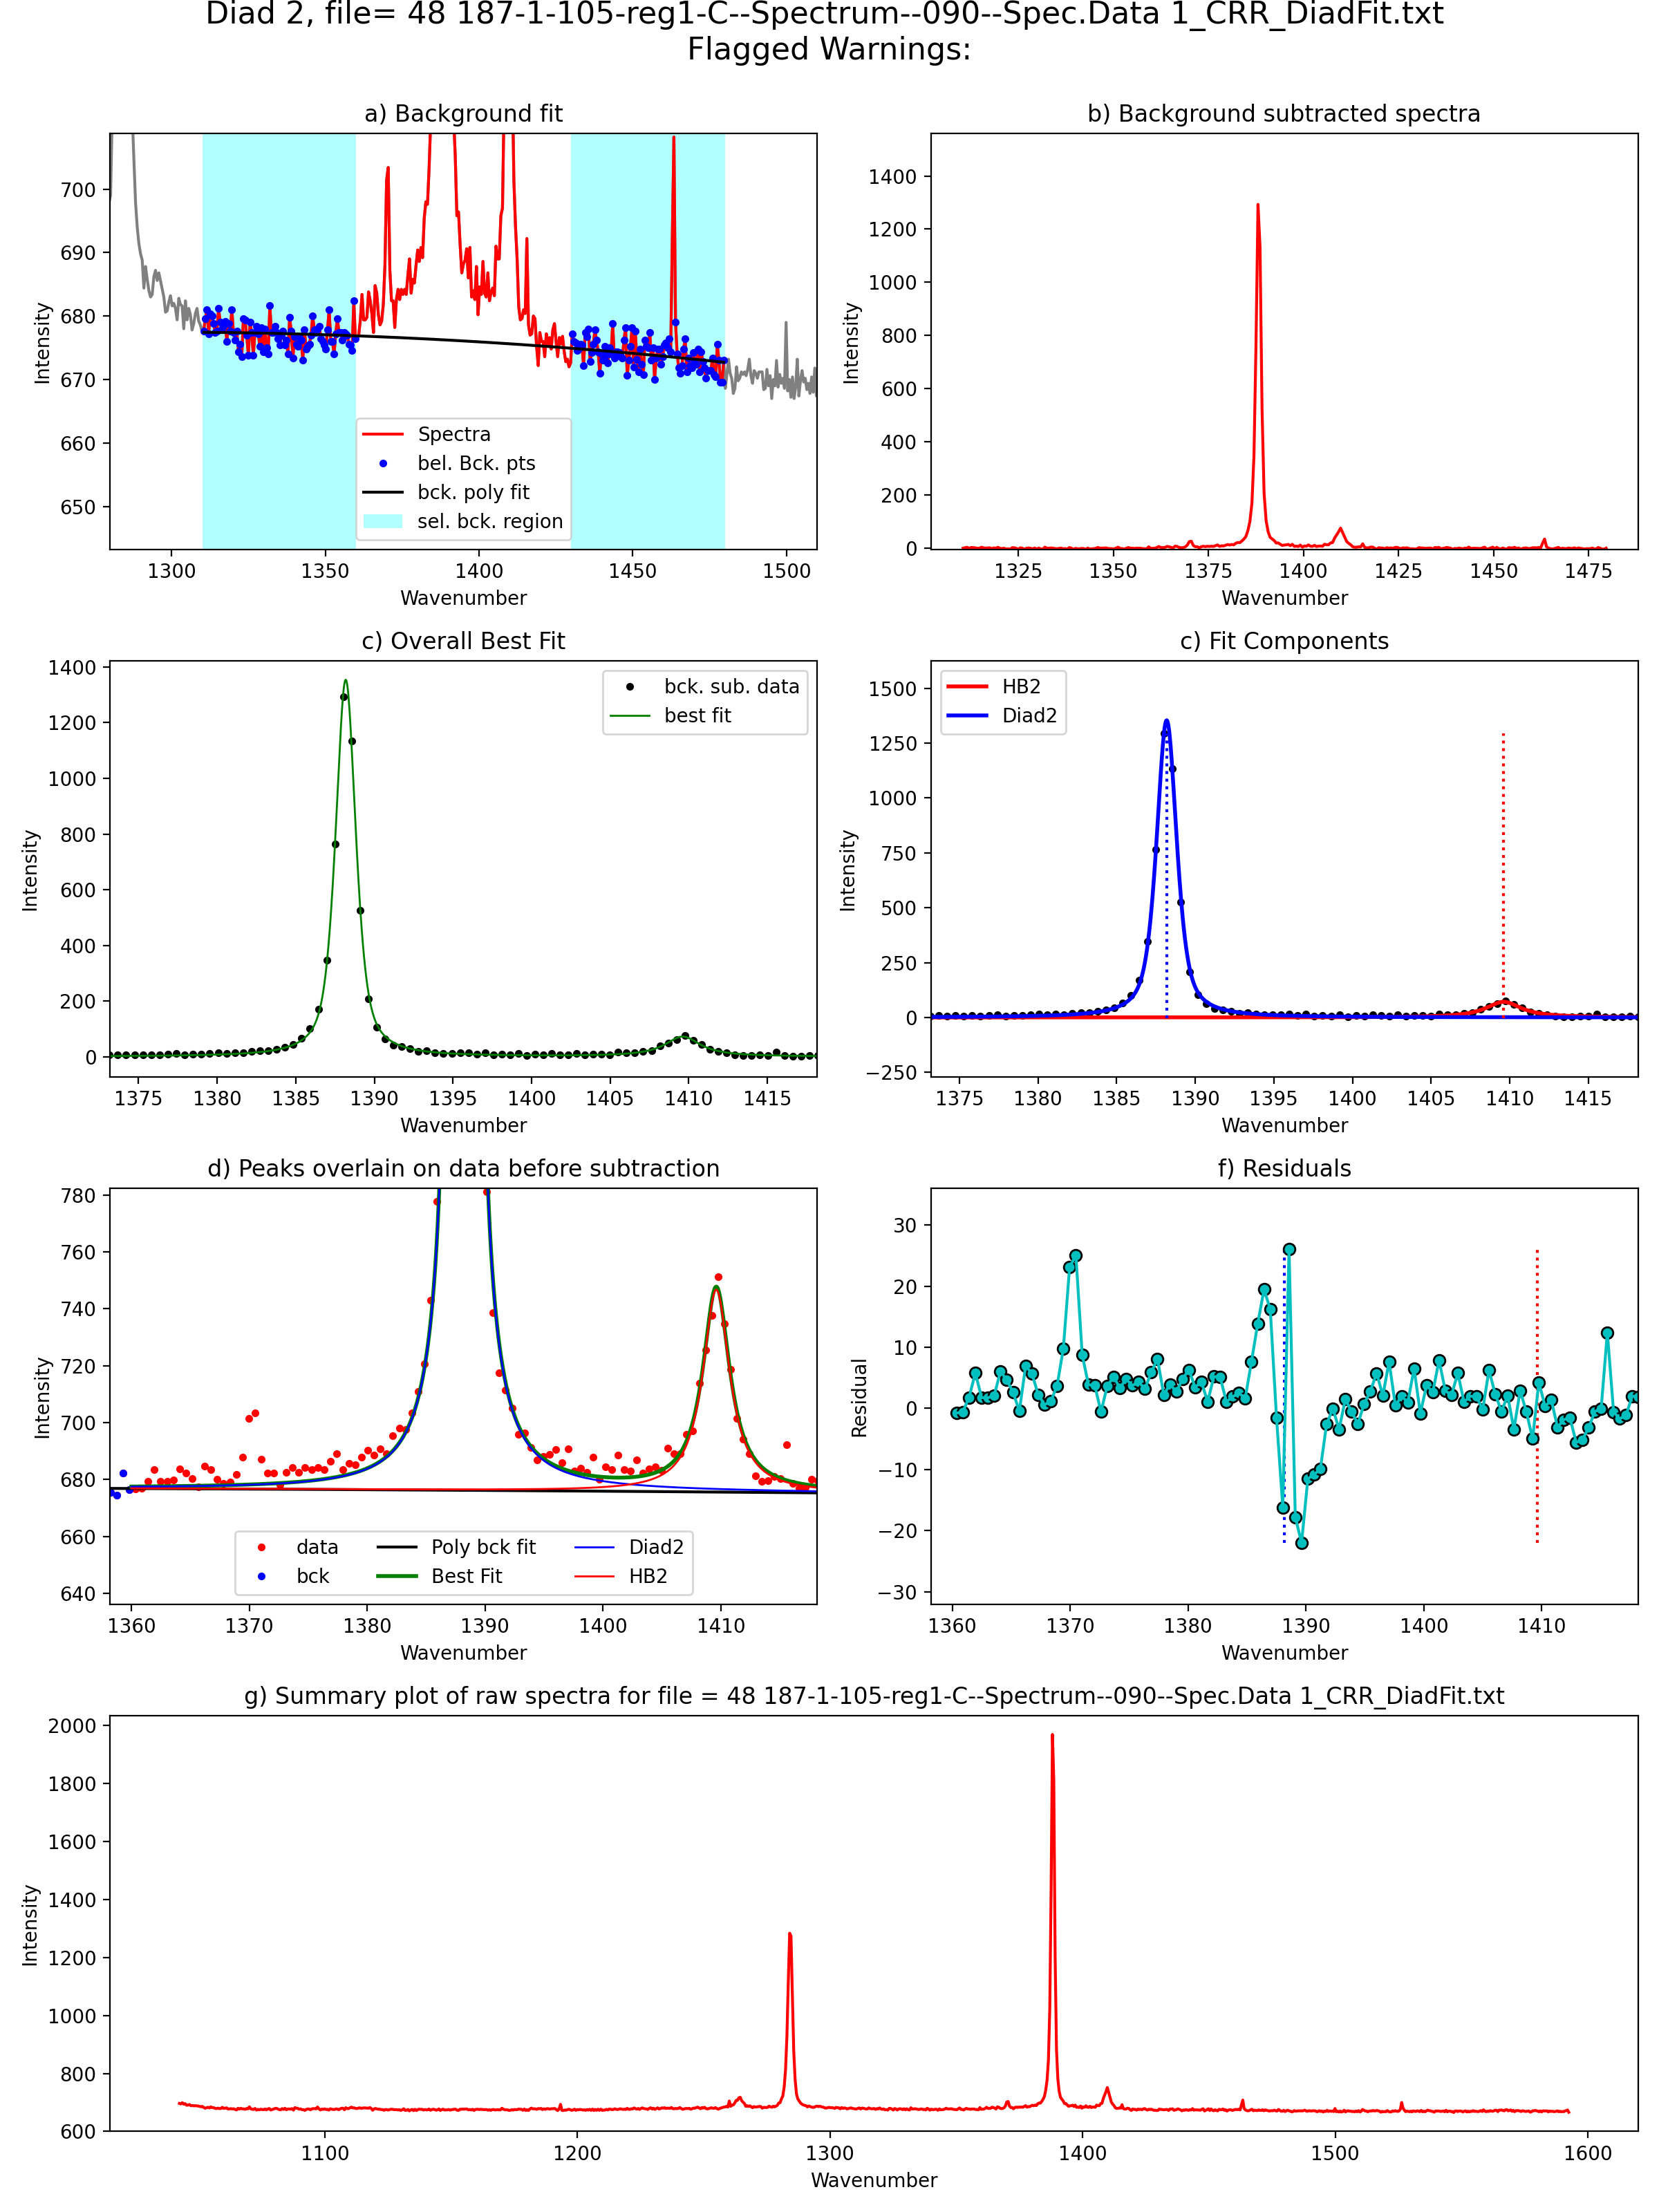 Diad 2, file= 48 187-1-105-reg1-C--Spectrum--090--Spec.Data 1_CRR_DiadFit.txt
Flagged Warnings:
a) Background fit
Intensity
700
690
680
670
660
650
Spectra
bel. Bck. pts
bck. poly fit
sel. bck. region
1300 1350 1400 1450 1500
Wavenumber
b) Background subtracted spectra
Intensity
1400
1200
1000
800
600
400
200
0
1325 1350 1375 1400 1425 1450 1475
Wavenumber
c) Overall Best Fit
Intensity
1400
1200
1000
800
600
400
200
0
bck. sub. data
best fit
1375 1380 1385 1390 1395 1400 1405 1410 1415
Wavenumber
c) Fit Components
Intensity
1500
1250
1000
750
500
250
0
−250
HB2
Diad2
1375 1380 1385 1390 1395 1400 1405 1410 1415
Wavenumber
d) Peaks overlain on data before subtraction
Intensity
780
760
740
720
700
680
660
640
data
bck
Poly bck fit
Best Fit
Diad2
HB2
1360 1370 1380 1390 1400 1410
Wavenumber
f) Residuals
Residual
30
20
10
0
−10
−20
−30
1360 1370 1380 1390 1400 1410
Wavenumber
g) Summary plot of raw spectra for file = 48 187-1-105-reg1-C--Spectrum--090--Spec.Data 1_CRR_DiadFit.txt
Intensity
2000
1800
1600
1400
1200
1000
800
600
1100 1200 1300 1400 1500 1600
Wavenumber